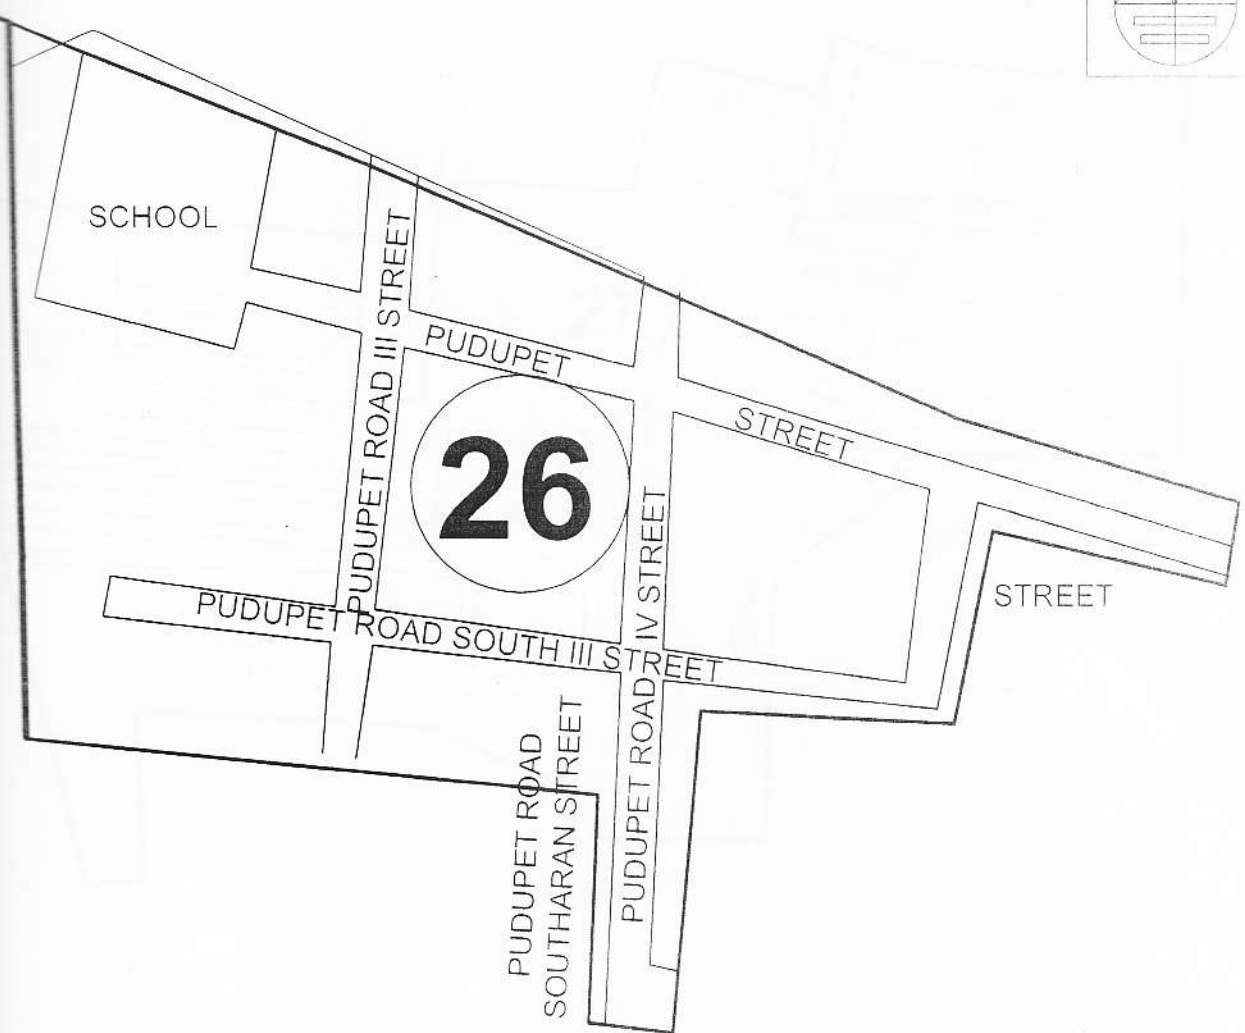 SCHOOL
PUDUPET ROAD III STREET
PUDUPET
STREET
26
PUDUPET ROAD IV STREET
STREET
PUDUPET ROAD SOUTH III STREET
PUDUPET ROAD
SOUTHARAN STREET